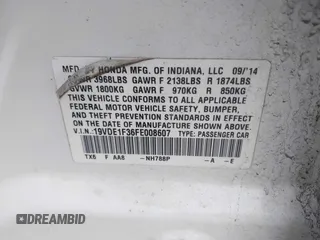 MFD. BY HONDA MFG. OF INDIANA, LLC 09/'14
GVWR 3968LBS GAWR F 2138LBS R 1874LBS
GVWR 1800KG GAWR F 970KG R 850KG
THIS VEHICLE CONFORMS TO ALL APPLICABLE
FEDERAL MOTOR VEHICLE SAFETY, BUMPER,
AND THEFT PREVENTION STANDARDS IN EFFECT
ON THE DATE OF MANUFACTURE SHOWN ABOVE.
V.I.N.: 19VDE1F36FE008607 TYPE: PASSENGER CAR
TX6 F AA8 -NH788P -A -E
DREAMBID